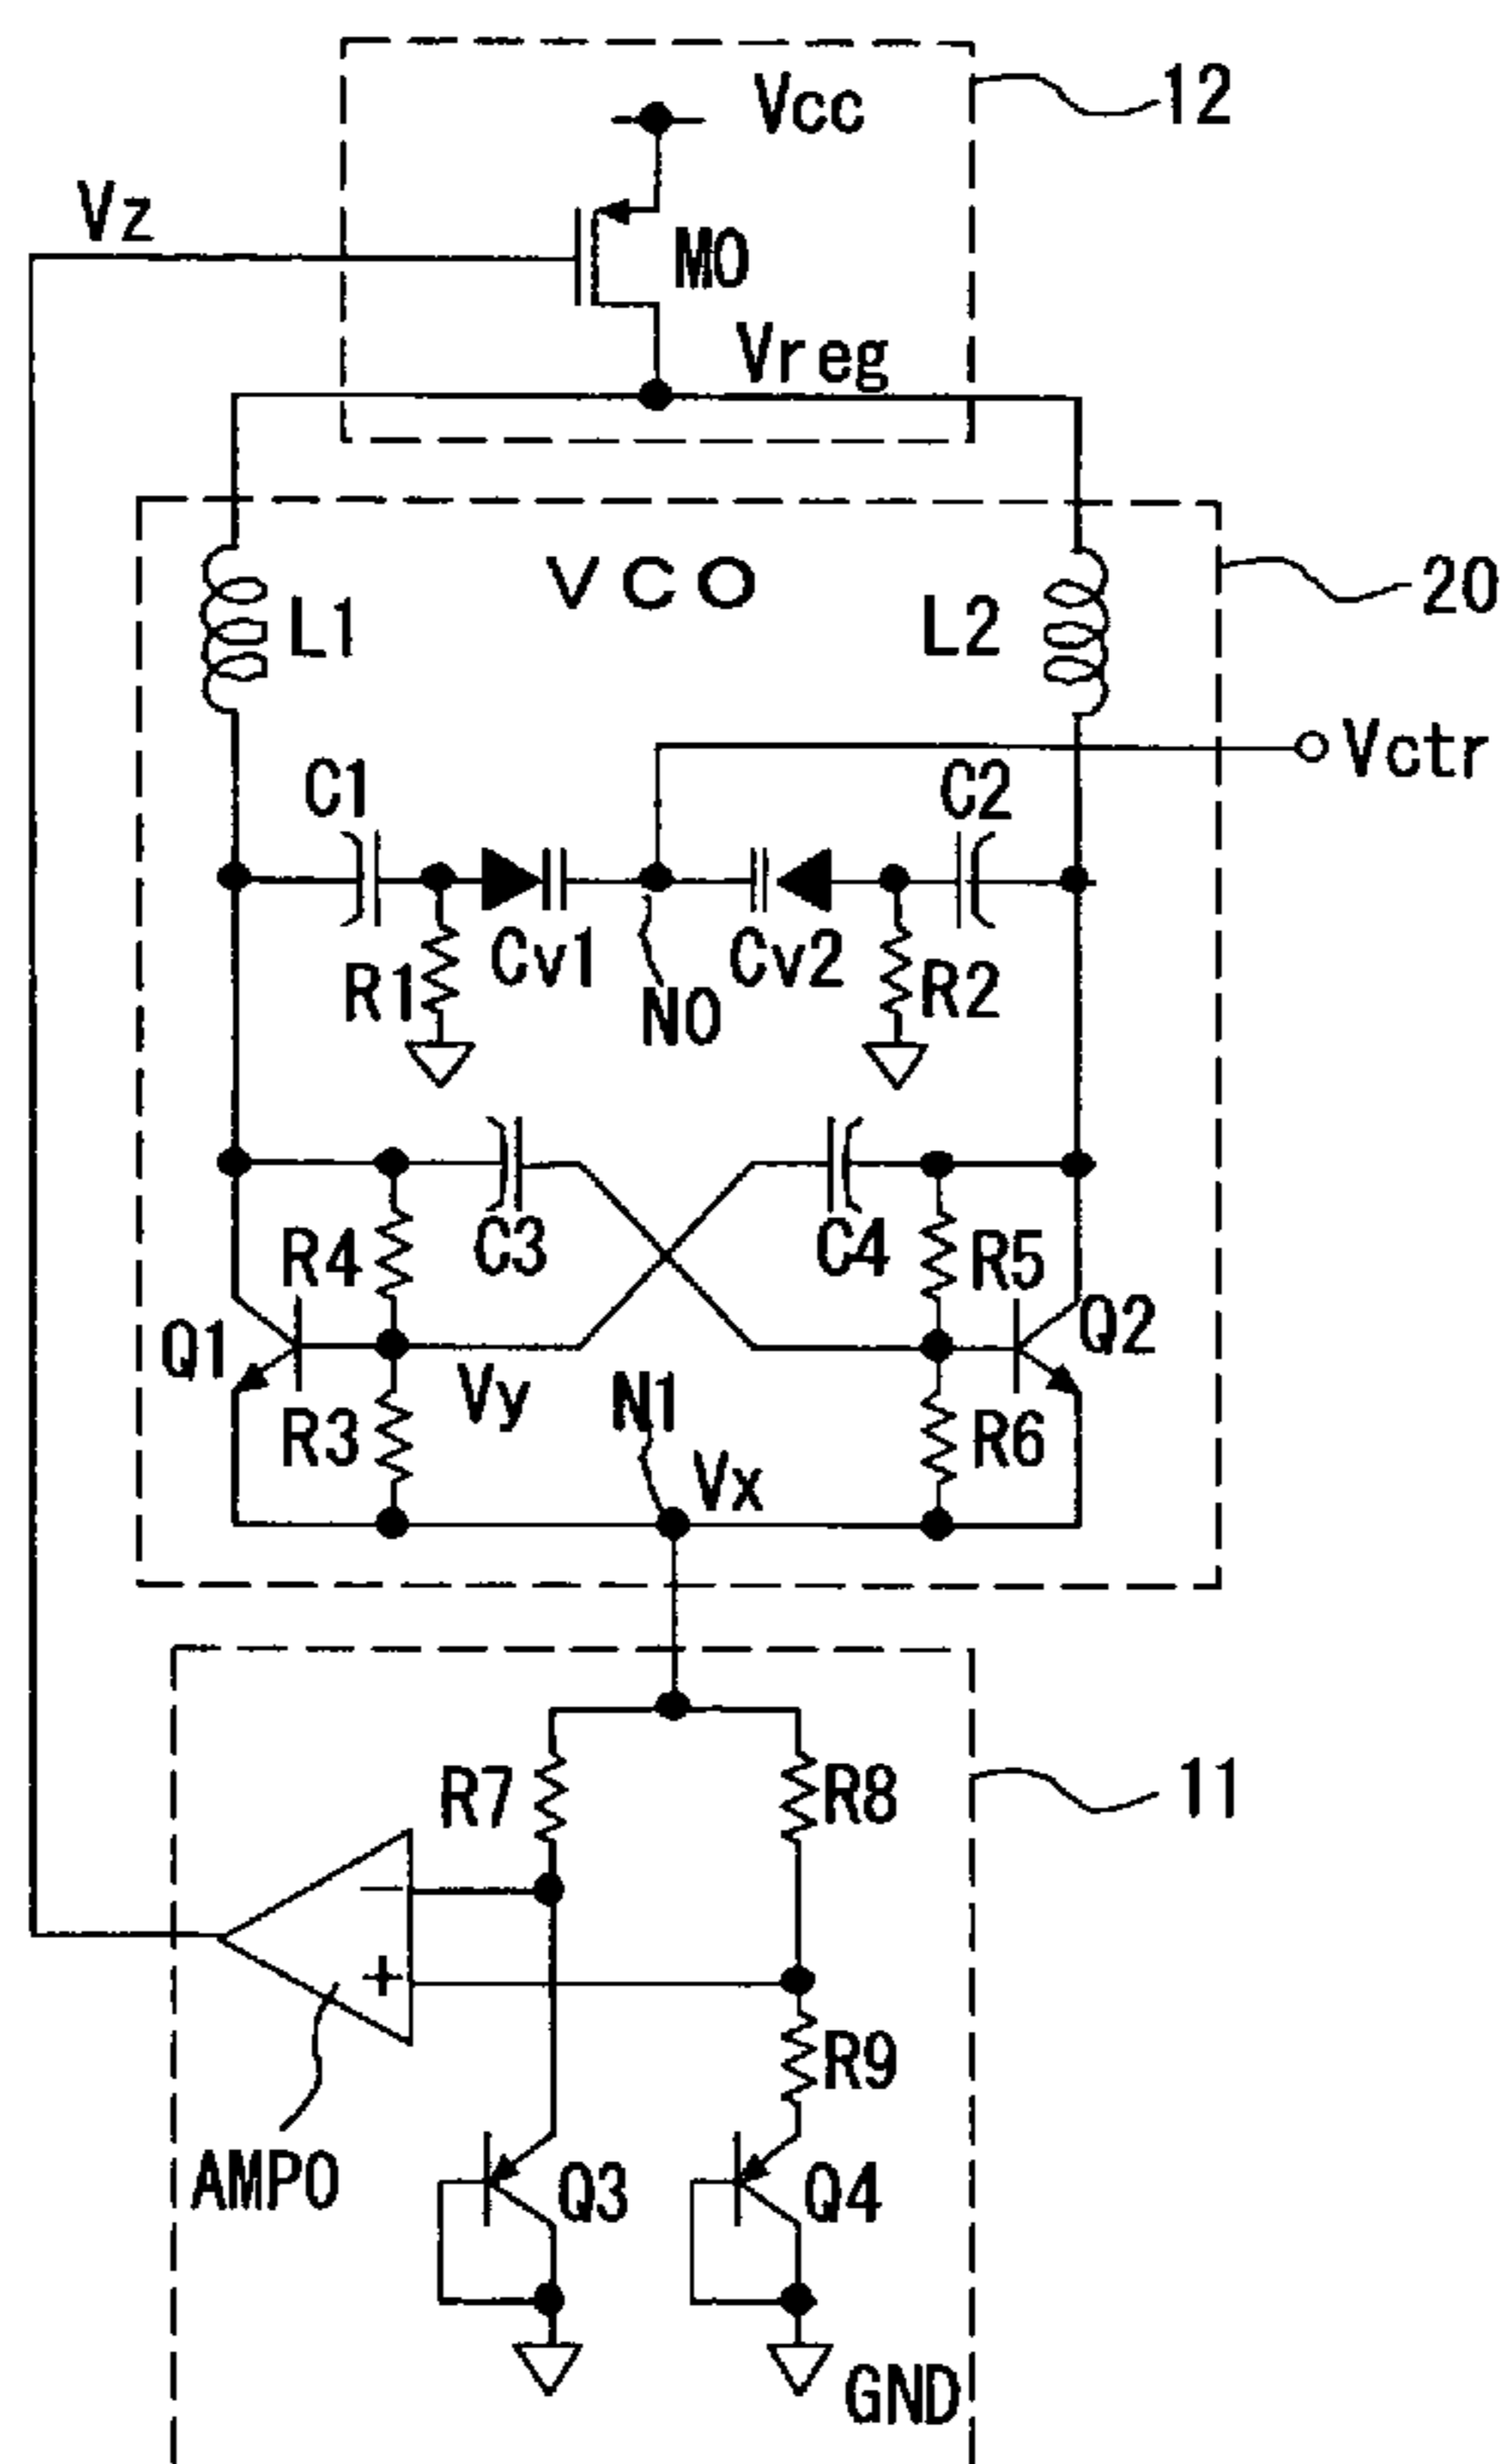 Vcc
12
Vz
M0
Vreg
VCO
20
L1
L2
Vctr
C1
C2
Cv1
Cv2
R1
R2
N0
R4
C3
C4
R5
Q1
Q2
Vy
N1
R3
Vx
R6
R7
R8
11
−
+
R9
AMP0
Q3
Q4
GND